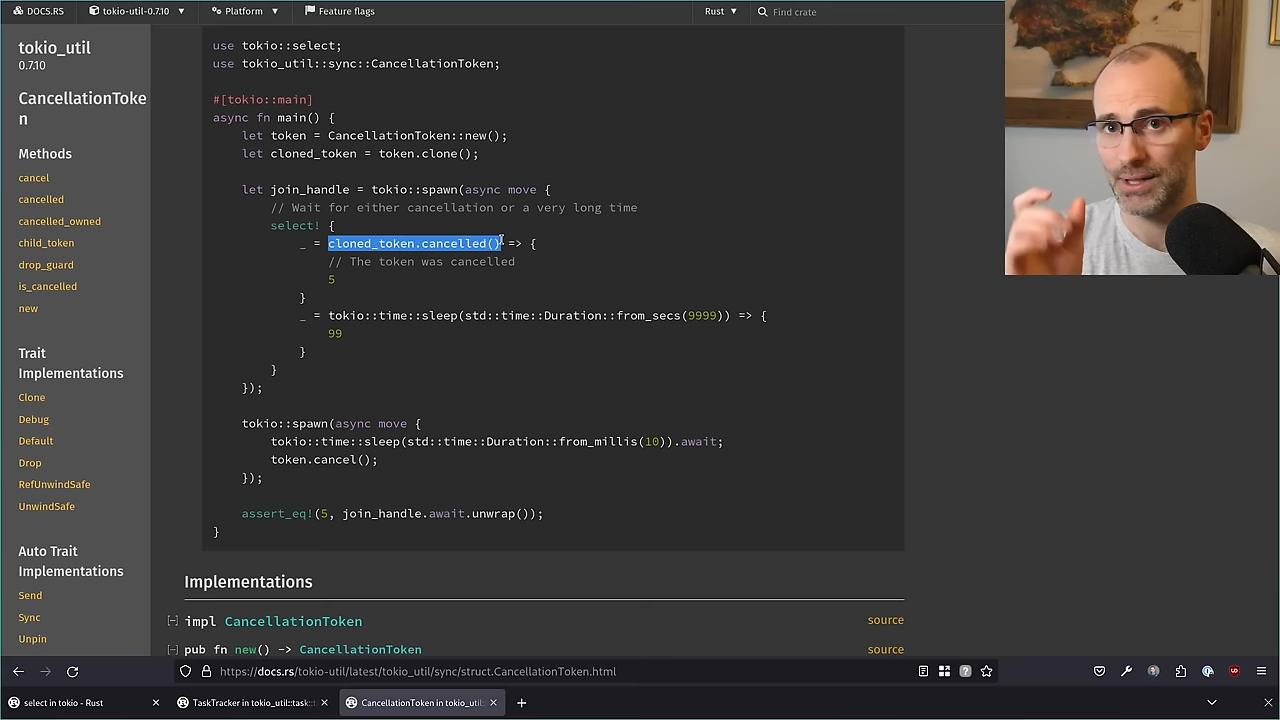 DOCS.RS
tokio-util-0.7.10
Platform
Feature flags
Rust
Find crate
tokio_util
0.7.10
CancellationToke
n
Methods
cancel
cancelled
cancelled_owned
child_token
drop_guard
is_cancelled
new
Trait
Implementations
Clone
Debug
Default
Drop
RefUnwindSafe
UnwindSafe
Auto Trait
Implementations
Send
Sync
Unpin
use tokio::select;
use tokio_util::sync::CancellationToken;
#[tokio::main]
async fn main() {
let token = CancellationToken::new();
let cloned_token = token.clone();
let join_handle = tokio::spawn(async move {
// Wait for either cancellation or a very long time
select! {
_ = cloned_token.cancelled() => {
// The token was cancelled
5
}
_ = tokio::time::sleep(std::time::Duration::from_secs(9999)) => {
99
}
}
});
tokio::spawn(async move {
tokio::time::sleep(std::time::Duration::from_millis(10)).await;
token.cancel();
});
assert_eq!(5, join_handle.await.unwrap());
}
Implementations
[-] impl CancellationToken
source
[-] pub fn new() -> CancellationToken
source
https://docs.rs/tokio-util/latest/tokio_util/sync/struct.CancellationToken.html
select in tokio - Rust
TaskTracker in tokio_util::task::t
CancellationToken in tokio_util